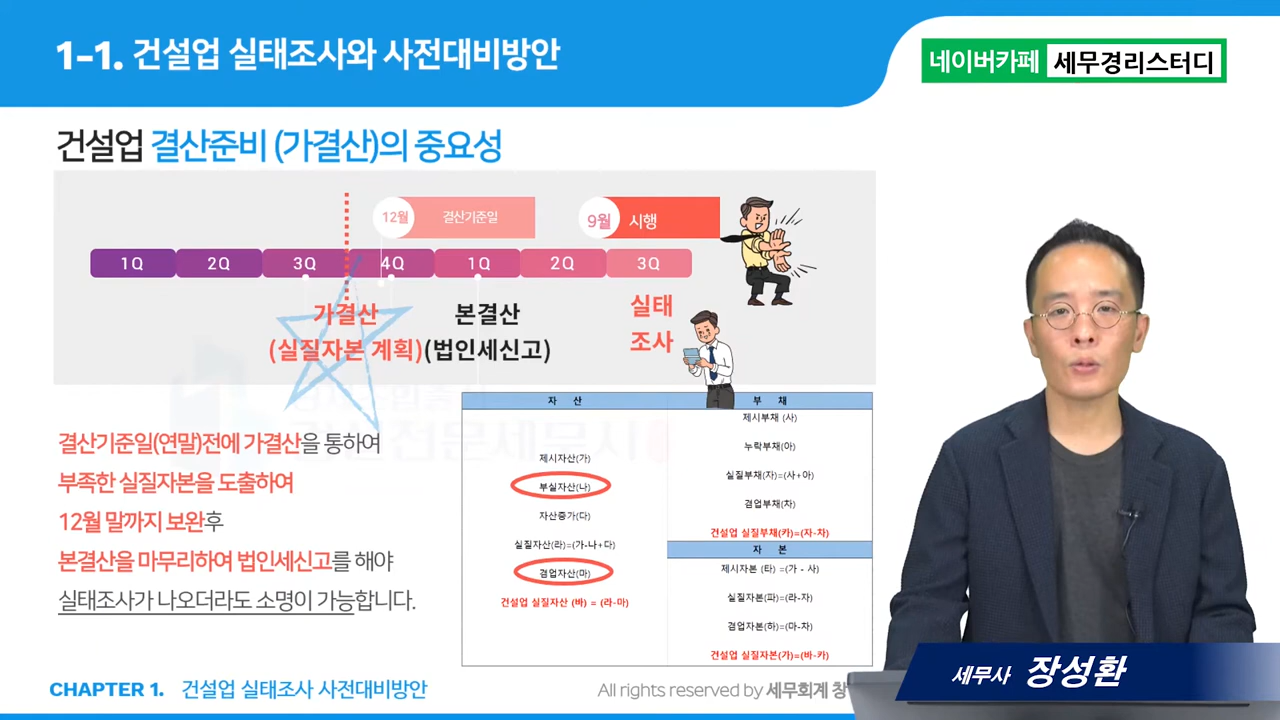 1-1. 건설업 실태조사와 사전대비방안
네이버카페 세무경리스터디
건설업 결산준비 (가결산)의 중요성
12월 결산기준일
9월 시행
1Q 2Q 3Q 4Q 1Q 2Q 3Q
가결산
(실질자본 계획)
본결산
(법인세신고)
실태
조사
결산기준일(연말)전에 가결산을 통하여
부족한 실질자본을 도출하여
12월 말까지 보완후
본결산을 마무리하여 법인세신고를 해야
실태조사가 나오더라도 소명이 가능합니다.
자 산
제시자산(가)
부실자산(나)
자산증가(다)
실질자산(라)=(가-나+다)
겸업자산(마)
건설업 실질자산 (바) = (라-마)
부 채
제시부채 (사)
누락부채(아)
실질부채(자)=(사+아)
겸업부채(차)
건설업 실질부채(카)=(자-차)
자 본
제시자본 (타) =(가 - 사)
실질자본(파)=(라-자)
겸업자본(하)=(마-차)
건설업 실질자본(가)=(바-카)
세무사 장성환
CHAPTER 1. 건설업 실태조사 사전대비방안
All rights reserved by 세무회계 창